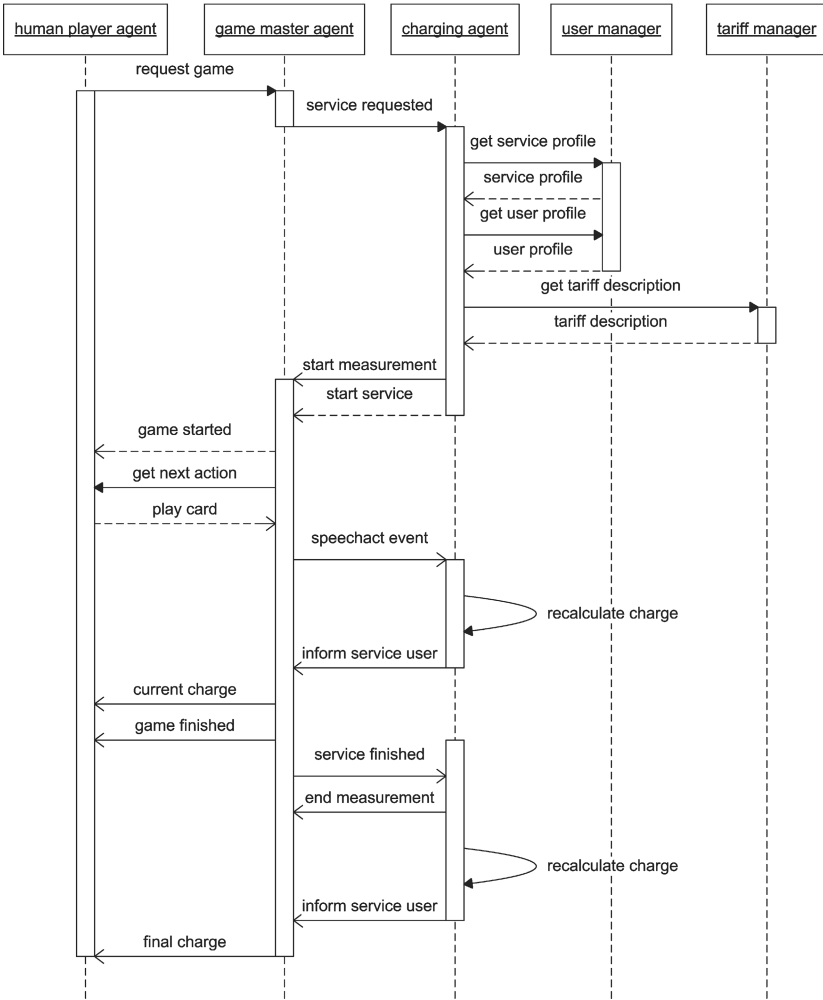 human player agent
game master agent
charging agent
user manager
tariff manager
request game
service requested
get service profile
service profile
get user profile
user profile
get tariff description
tariff description
start measurement
start service
game started
get next action
play card
speechact event
recalculate charge
inform service user
current charge
game finished
service finished
end measurement
recalculate charge
inform service user
final charge